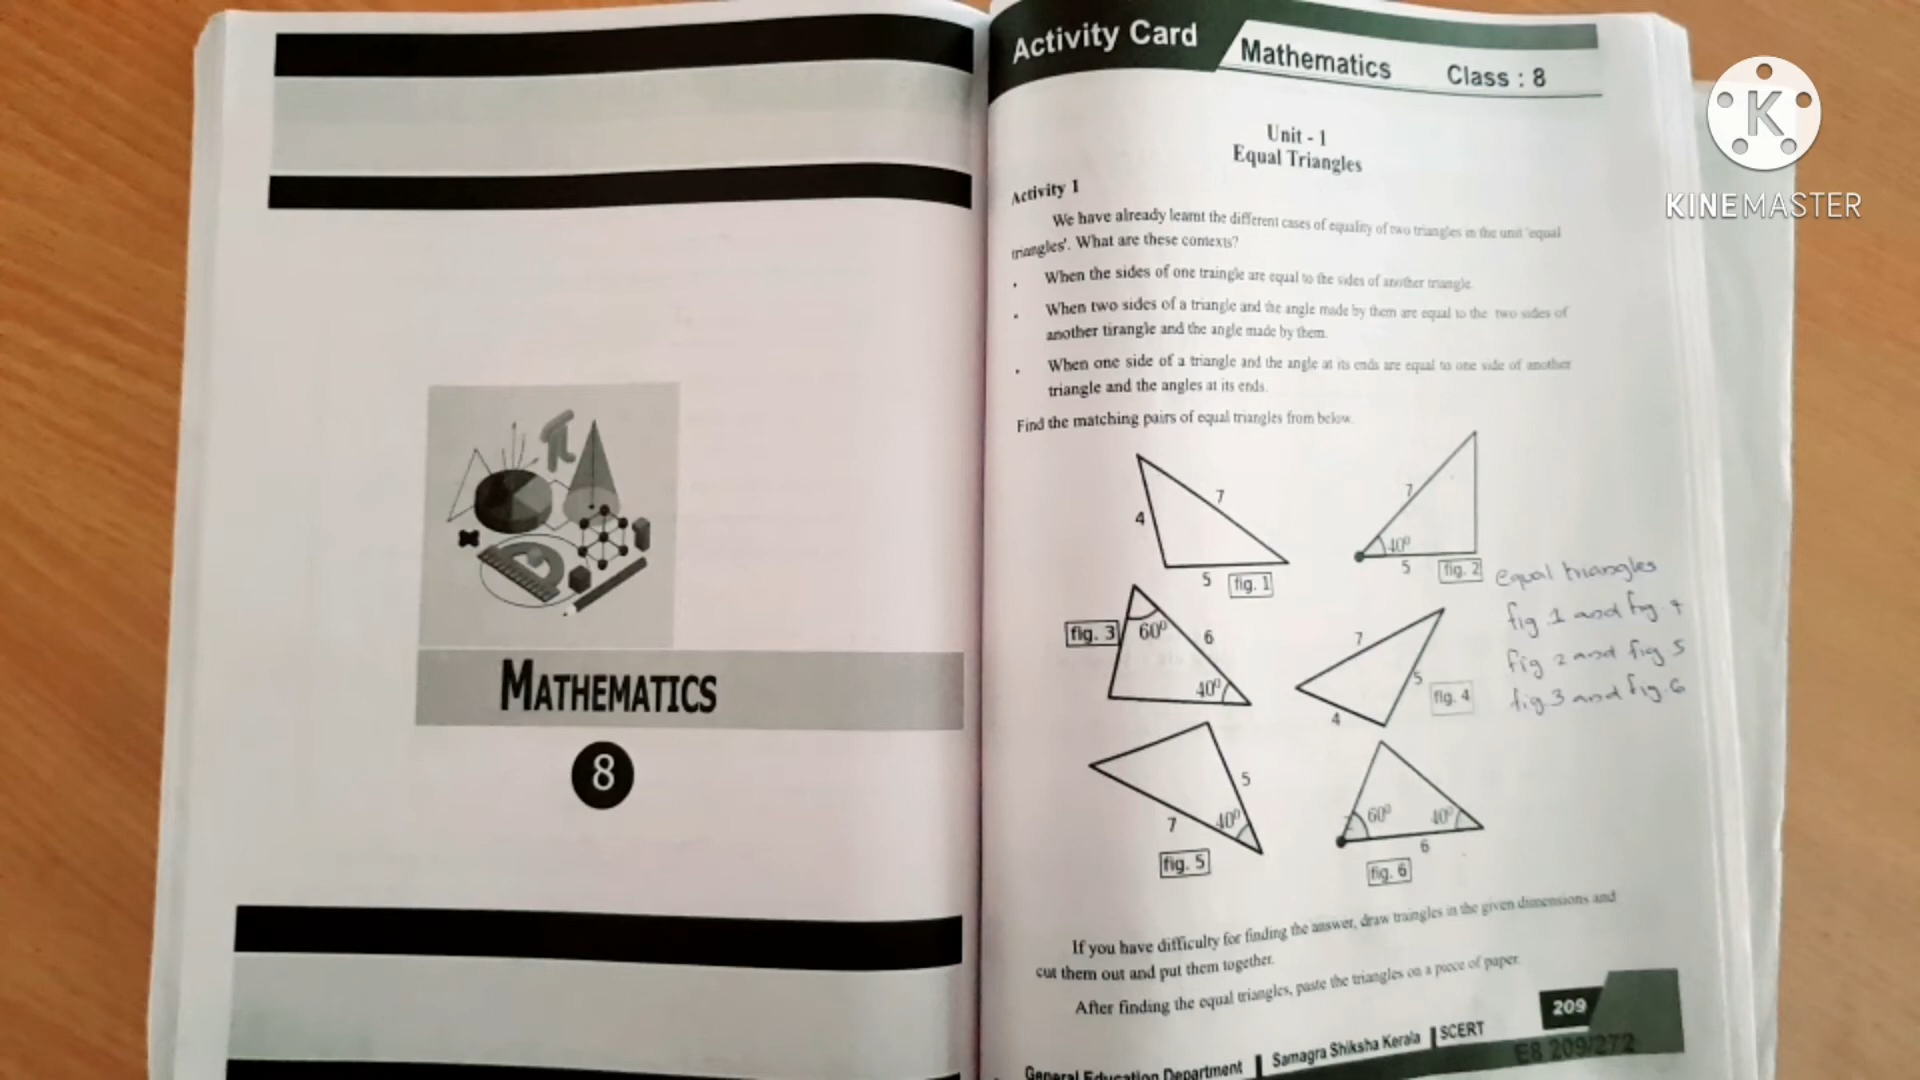 MATHEMATICS
8
Activity Card
Mathematics Class : 8
Unit - 1
Equal Triangles
Activity 1
We have already learnt the different cases of equality of two triangles in the unit 'equal
triangles'. What are these contexts?
. When the sides of one traingle are equal to the sides of another triangle.
. When two sides of a triangle and the angle made by them are equal to the two sides of
another tirangle and the angle made by them.
. When one side of a triangle and the angle at its ends are equal to one side of another
triangle and the angles at its ends.
Find the matching pairs of equal triangles from below.
7
4
5 fig. 1
7
40⁰
5 fig. 2
fig. 3 60⁰ 6
40⁰
7
5
4
fig. 4
5
7 40⁰
fig. 5
60⁰ 40⁰
6
fig. 6
equal triangles
fig 1 and fig. 4
fig 2 and fig 5
fig.3 and fig.6
If you have difficulty for finding the answer, draw traingles in the given dimensions and
cut them out and put them together.
After finding the equal triangles, paste the triangles on a piece of paper.
209
General Education Department | Samagra Shiksha Kerala | SCERT
E8 209/272
K
KINEMASTER